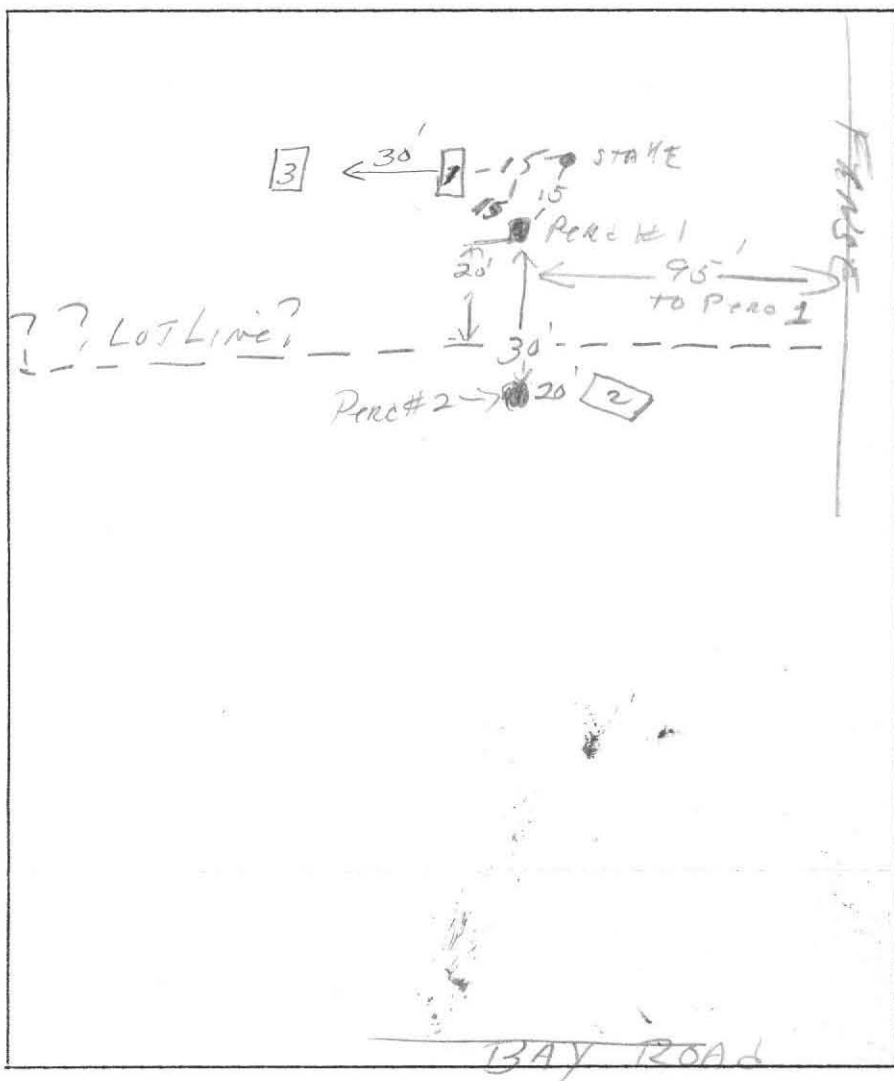 3 30' 1 15 STAKE
15' 15'
Perc #1
FENCE
20' 95'
TO Perc 1
? ? LOT Line?
30'
Perc #2 20' 2
BAY ROAd